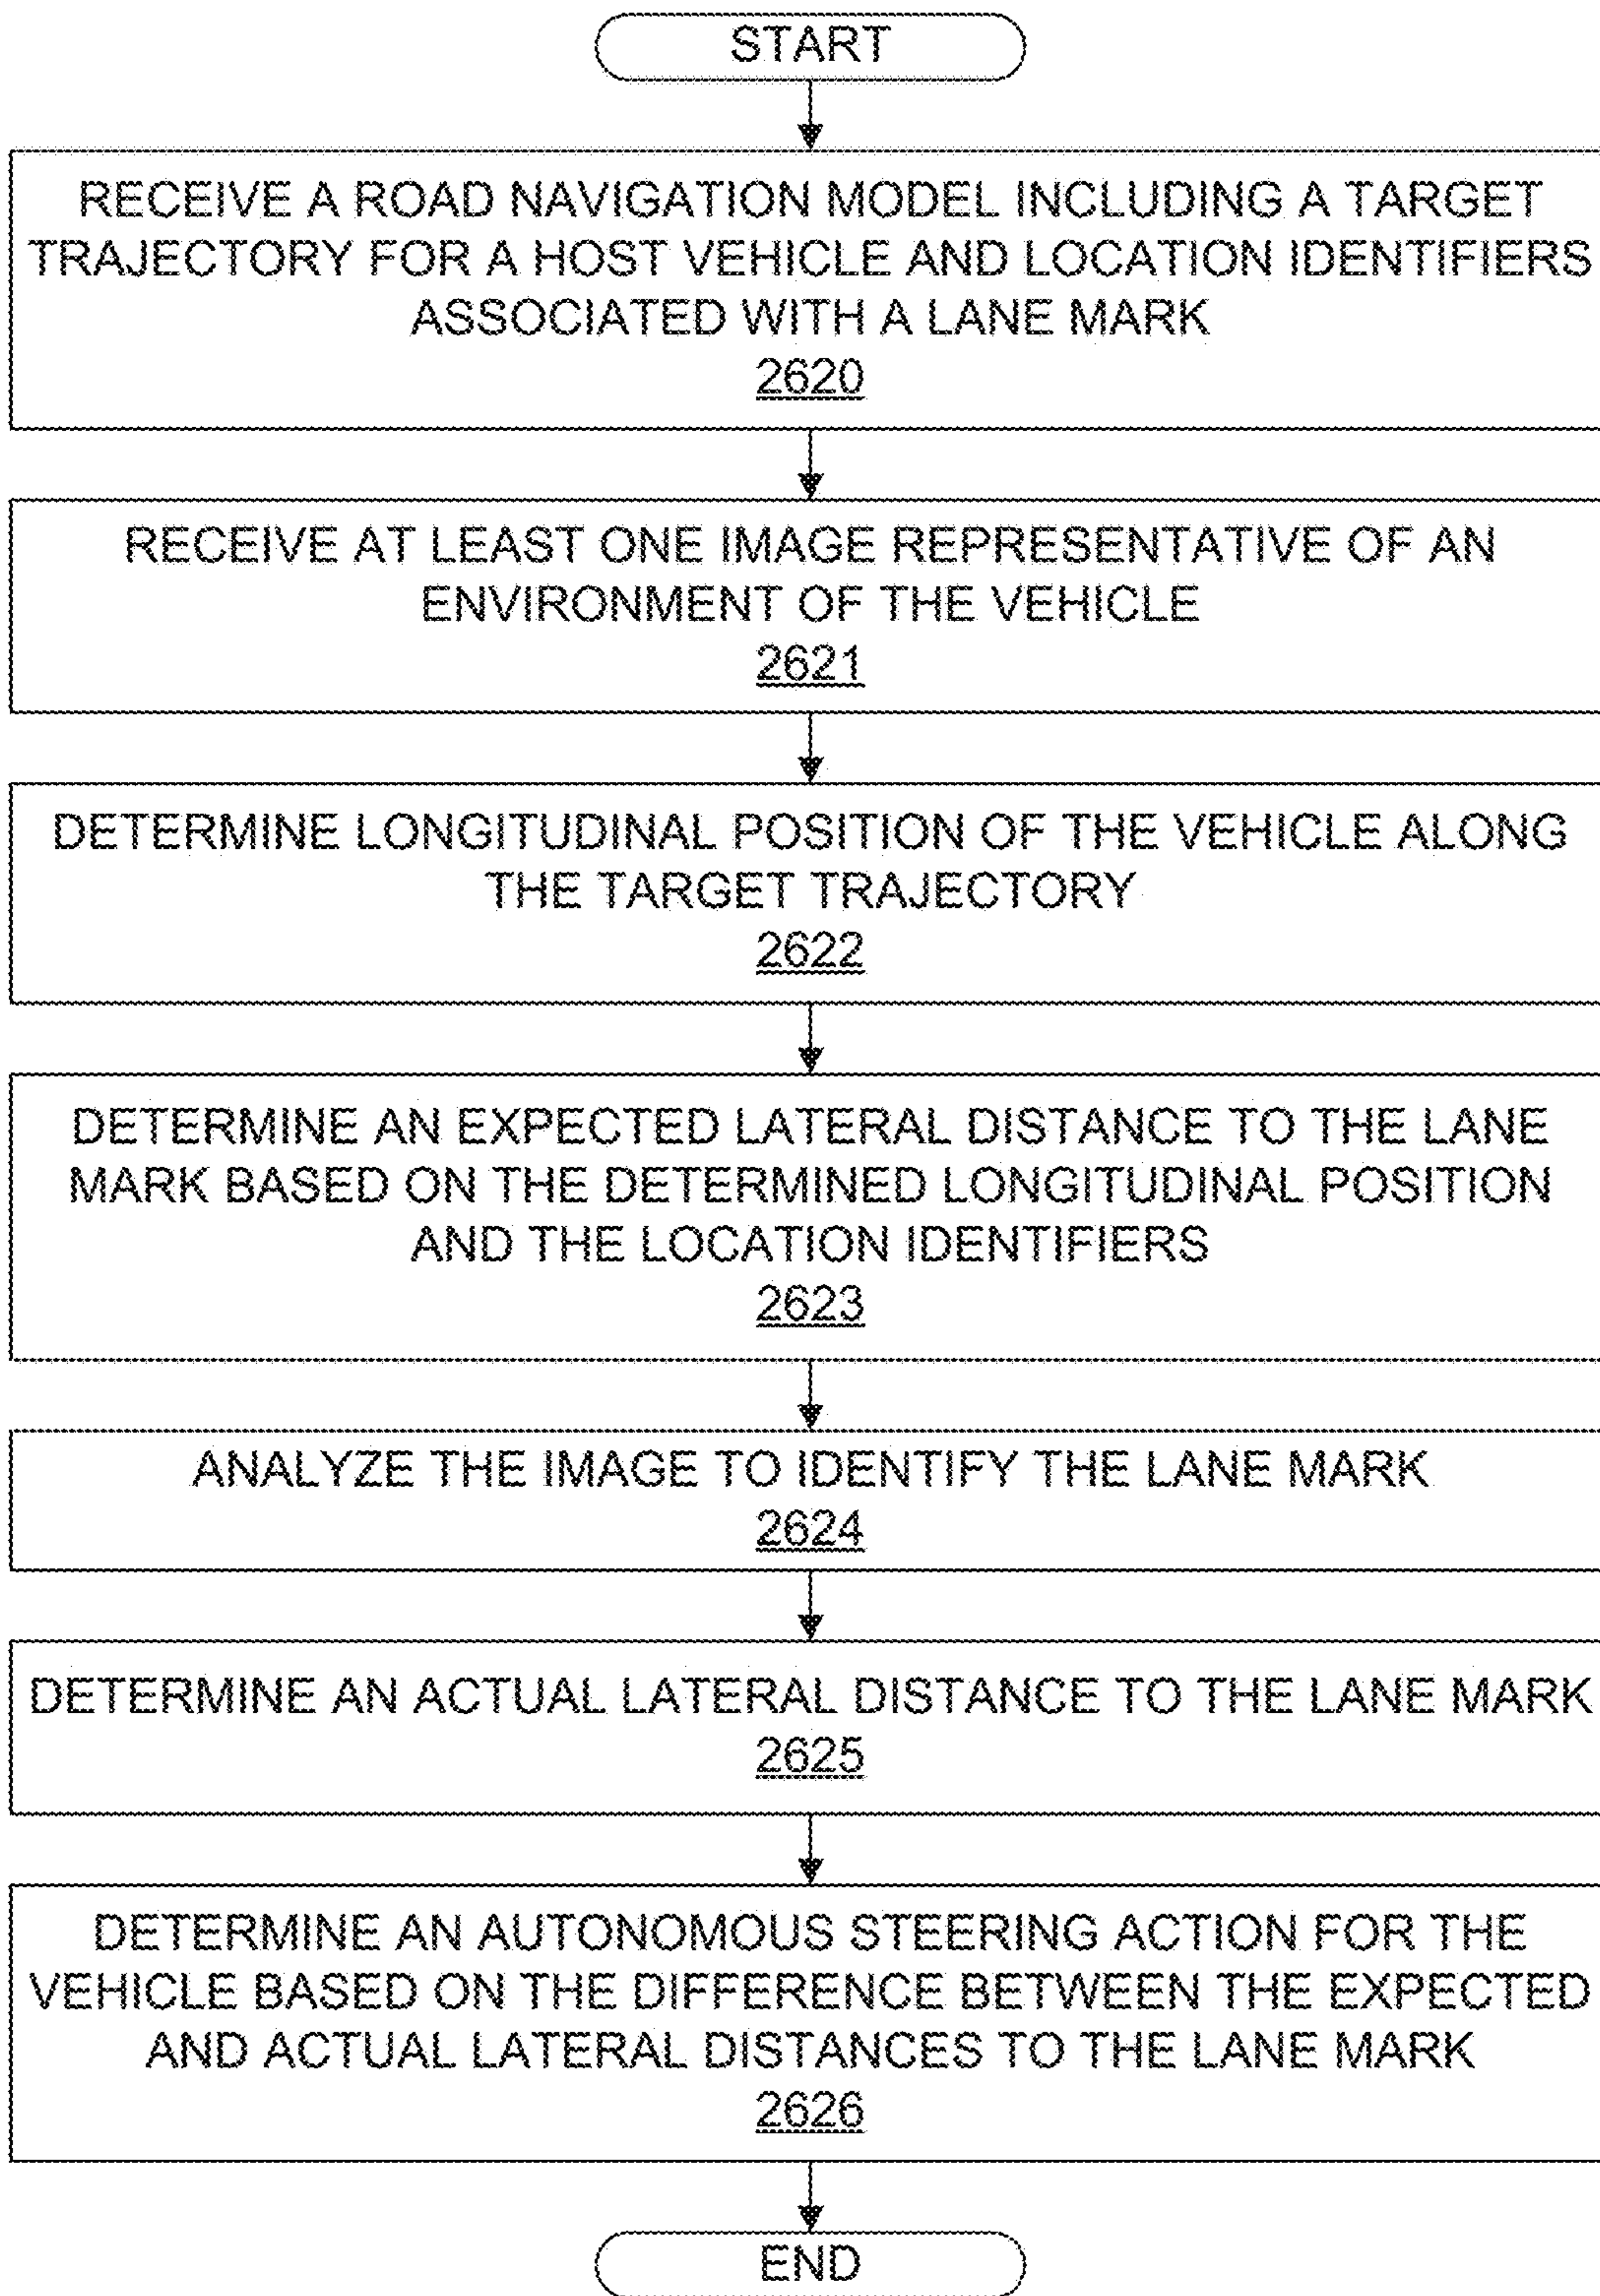 START
RECEIVE A ROAD NAVIGATION MODEL INCLUDING A TARGET
TRAJECTORY FOR A HOST VEHICLE AND LOCATION IDENTIFIERS
ASSOCIATED WITH A LANE MARK
2620
RECEIVE AT LEAST ONE IMAGE REPRESENTATIVE OF AN
ENVIRONMENT OF THE VEHICLE
2621
DETERMINE LONGITUDINAL POSITION OF THE VEHICLE ALONG
THE TARGET TRAJECTORY
2622
DETERMINE AN EXPECTED LATERAL DISTANCE TO THE LANE
MARK BASED ON THE DETERMINED LONGITUDINAL POSITION
AND THE LOCATION IDENTIFIERS
2623
ANALYZE THE IMAGE TO IDENTIFY THE LANE MARK
2624
DETERMINE AN ACTUAL LATERAL DISTANCE TO THE LANE MARK
2625
DETERMINE AN AUTONOMOUS STEERING ACTION FOR THE
VEHICLE BASED ON THE DIFFERENCE BETWEEN THE EXPECTED
AND ACTUAL LATERAL DISTANCES TO THE LANE MARK
2626
END